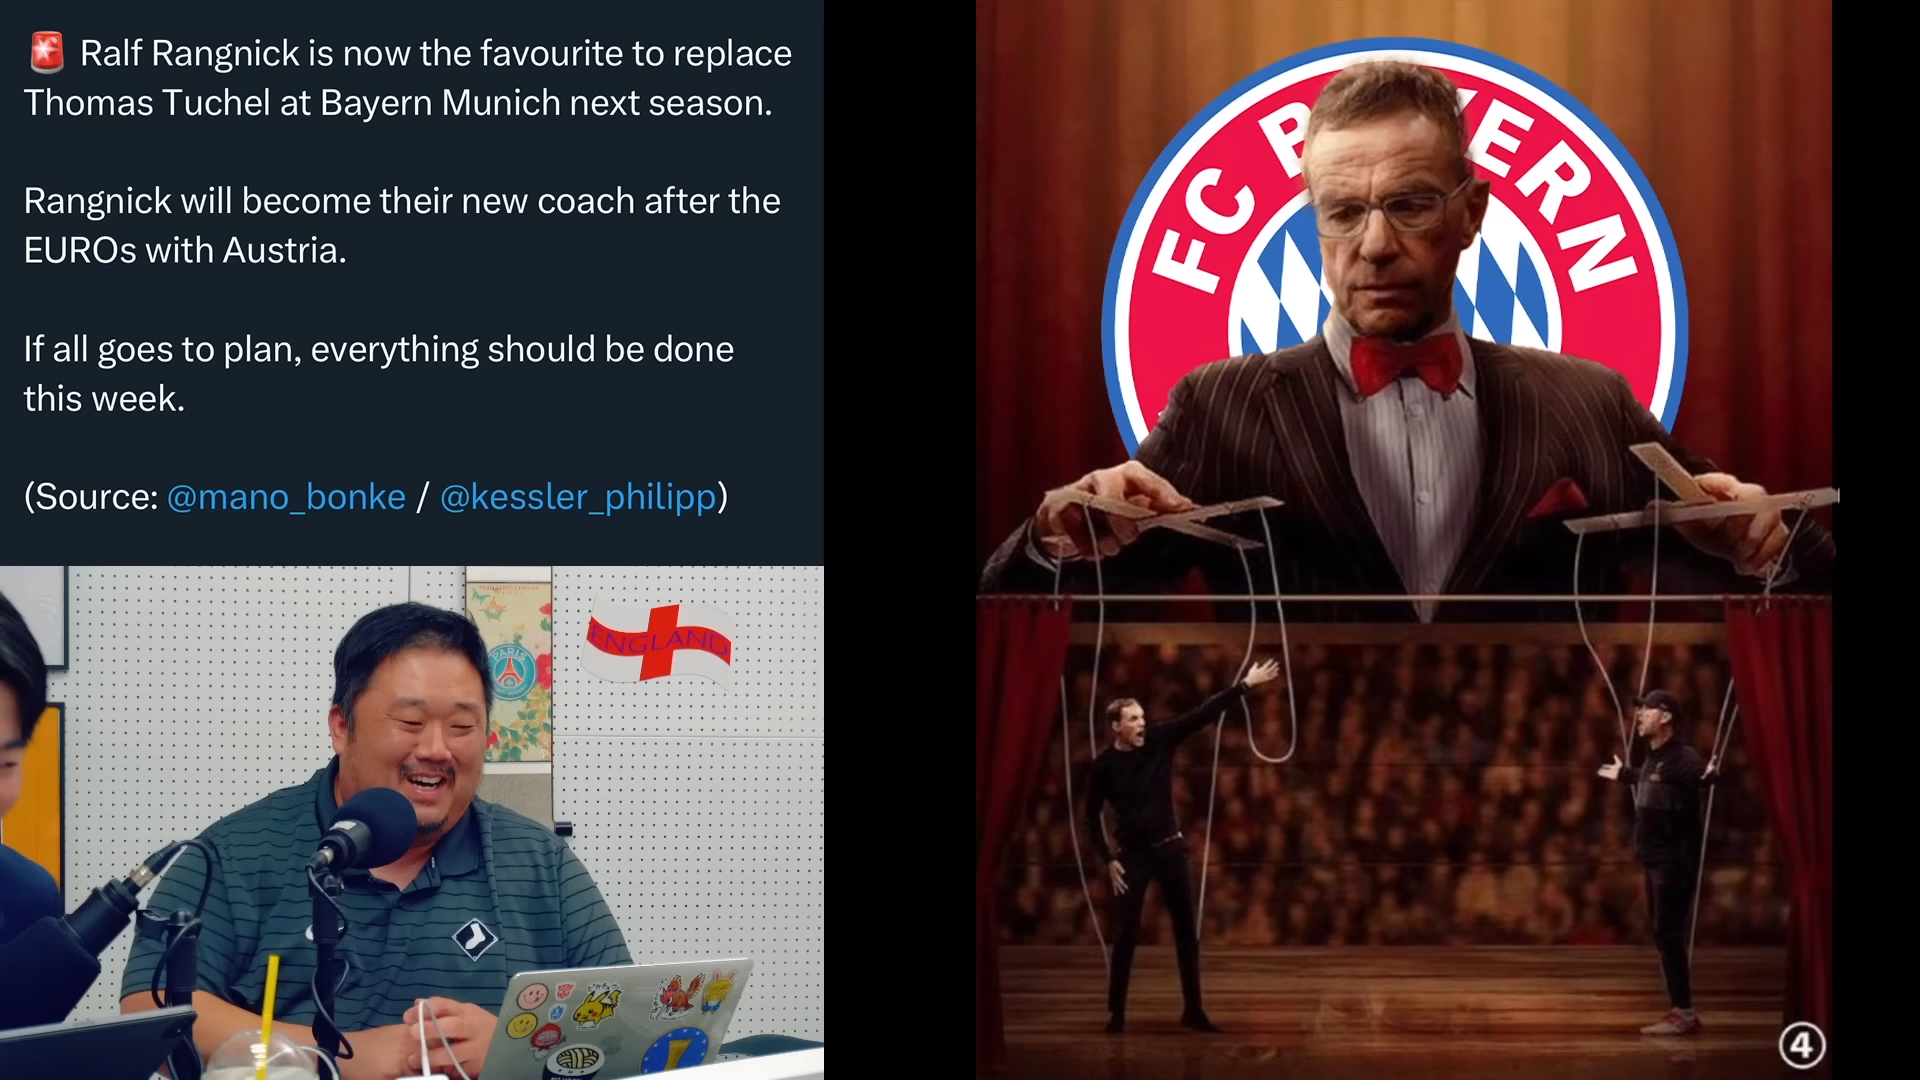 Ralf Rangnick is now the favourite to replace
Thomas Tuchel at Bayern Munich next season.
Rangnick will become their new coach after the
EUROs with Austria.
If all goes to plan, everything should be done
this week.
(Source: @mano_bonke / @kessler_philipp)
FC B YERN
PARIS
ENGLAND
4